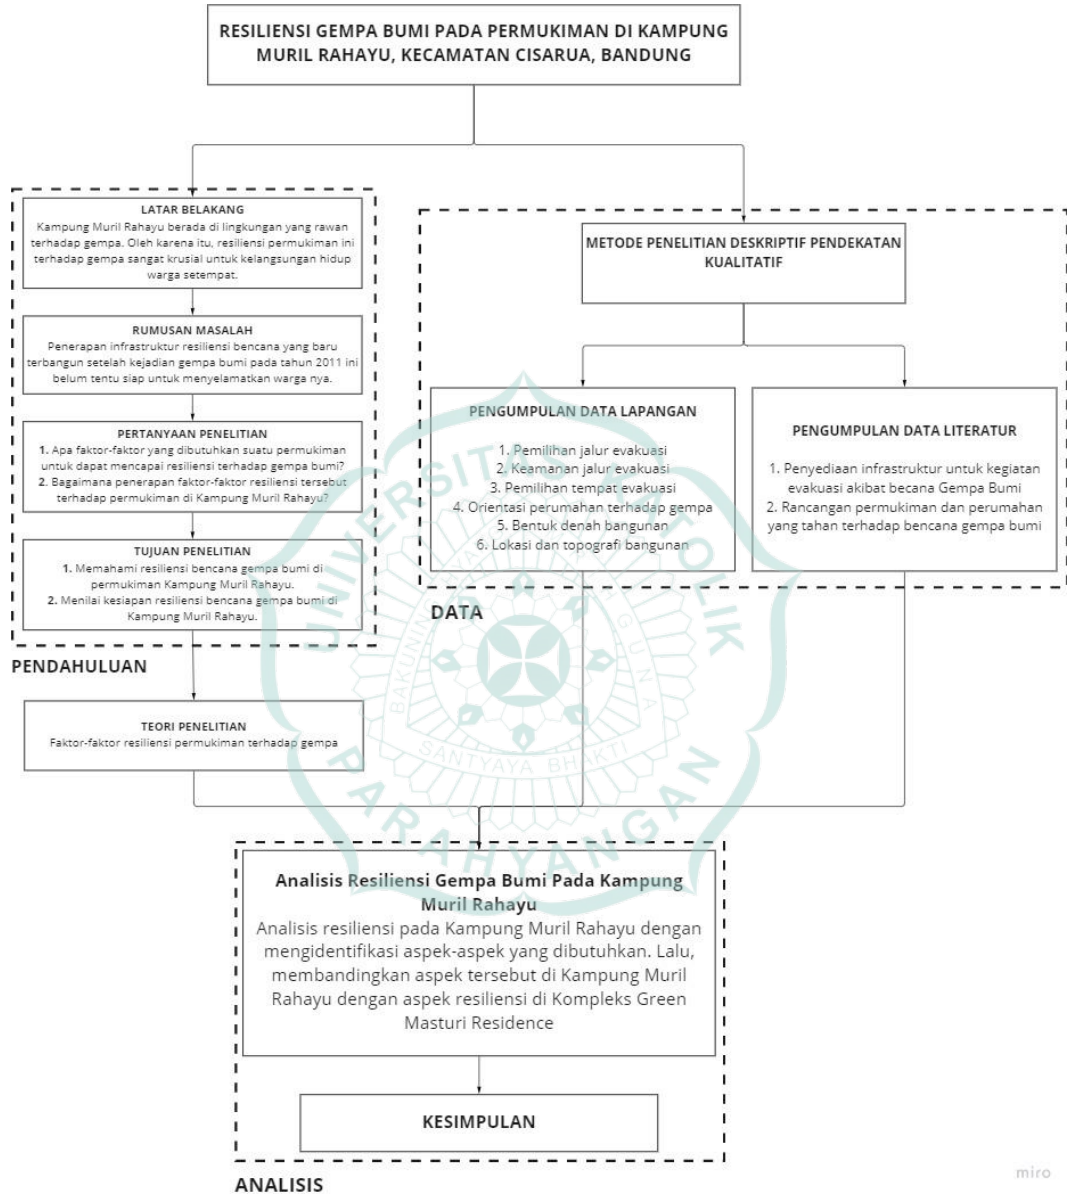 RESILIENSI GEMPA BUMI PADA PERMUKIMAN DI KAMPUNG
MURIL RAHAYU, KECAMATAN CISARUA, BANDUNG
LATAR BELAKANG
Kampung Muril Rahayu berada di lingkungan yang rawan
terhadap gempa. Oleh karena itu, resiliensi permukiman ini
terhadap gempa sangat krusial untuk kelangsungan hidup
warga setempat.
RUMUSAN MASALAH
Penerapan infrastruktur resiliensi bencana yang baru
terbangun setelah kejadian gempa bumi pada tahun 2011 ini
belum tentu siap untuk menyelamatkan warga nya.
PERTANYAAN PENELITIAN
1. Apa faktor-faktor yang dibutuhkan suatu permukiman
untuk dapat mencapai resiliensi terhadap gempa bumi?
2. Bagaimana penerapan faktor-faktor resiliensi tersebut
terhadap permukiman di Kampung Muril Rahayu?
TUJUAN PENELITIAN
1. Memahami resiliensi bencana gempa bumi di
permukiman Kampung Muril Rahayu.
2. Menilai kesiapan resiliensi bencana gempa bumi di
Kampung Muril Rahayu.
PENDAHULUAN
TEORI PENELITIAN
Faktor-faktor resiliensi permukiman terhadap gempa
METODE PENELITIAN DESKRIPTIF PENDEKATAN
KUALITATIF
PENGUMPULAN DATA LAPANGAN
1. Pemilihan jalur evakuasi
2. Keamanan jalur evakuasi
3. Pemilihan tempat evakuasi
4. Orientasi perumahan terhadap gempa
5. Bentuk denah bangunan
6. Lokasi dan topografi bangunan
PENGUMPULAN DATA LITERATUR
1. Penyediaan infrastruktur untuk kegiatan
evakuasi akibat becana Gempa Bumi
2. Rancangan permukiman dan perumahan
yang tahan terhadap bencana gempa bumi
DATA
UNIVERSITAS KATOLIK
PARAHYANGAN
BAKUNING HYANG MRIH GUNA
SANTYAYA BHAKTI
Analisis Resiliensi Gempa Bumi Pada Kampung
Muril Rahayu
Analisis resiliensi pada Kampung Muril Rahayu dengan
mengidentifikasi aspek-aspek yang dibutuhkan. Lalu,
membandingkan aspek tersebut di Kampung Muril
Rahayu dengan aspek resiliensi di Kompleks Green
Masturi Residence
KESIMPULAN
ANALISIS
miro